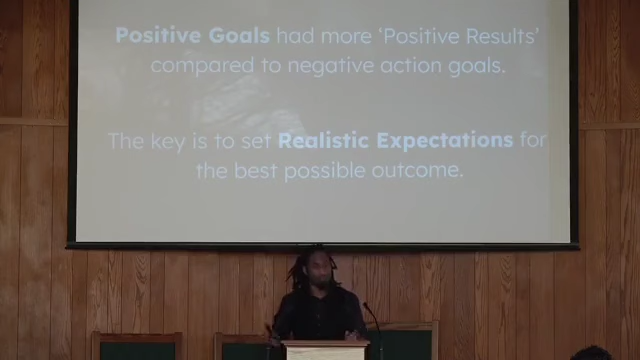 Positive Goals had more ‘Positive Results’
compared to negative action goals.
The key is to set Realistic Expectations for
the best possible outcome.